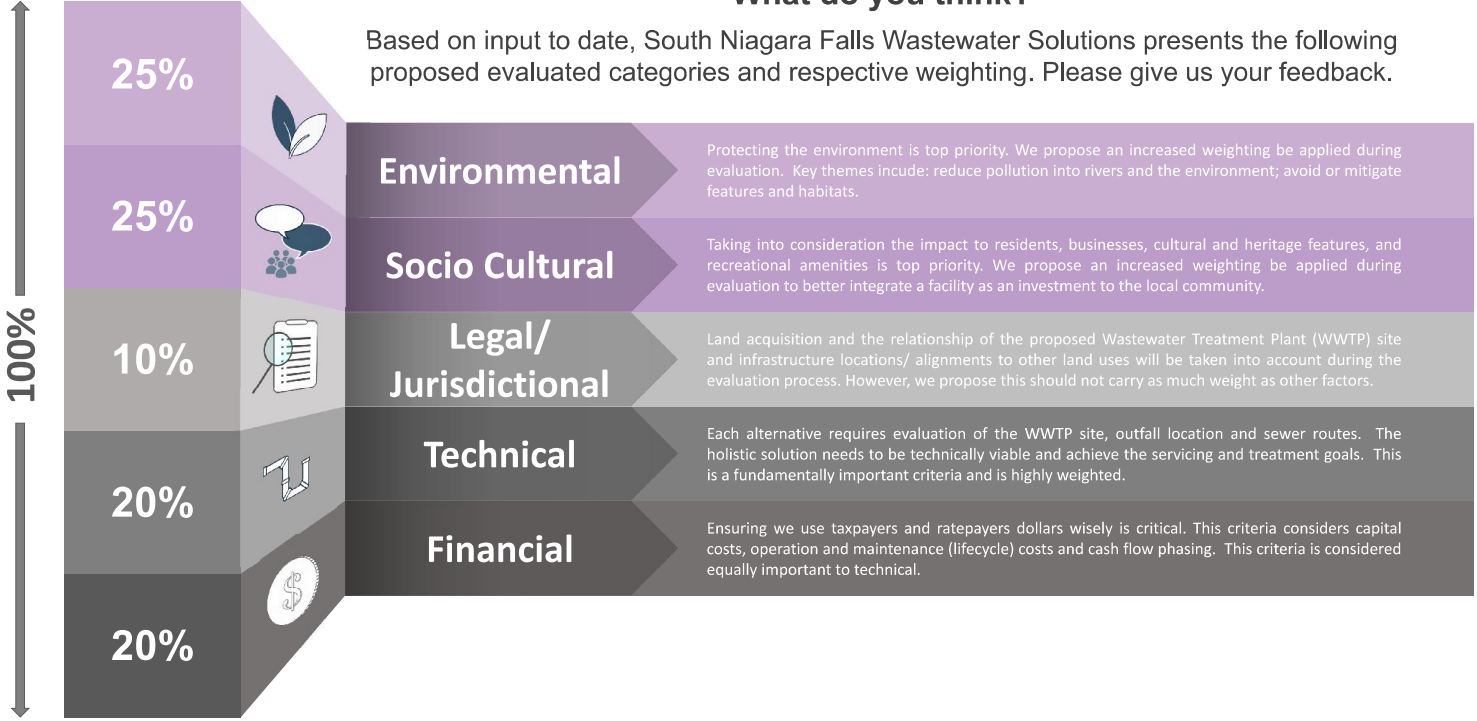 What do you think?
Based on input to date, South Niagara Falls Wastewater Solutions presents the following
proposed evaluated categories and respective weighting. Please give us your feedback.
100%
25%
Environmental
Protecting the environment is top priority. We propose an increased weighting be applied during
evaluation. Key themes incude: reduce pollution into rivers and the environment; avoid or mitigate
features and habitats.
25%
Socio Cultural
Taking into consideration the impact to residents, businesses, cultural and heritage features, and
recreational amenities is top priority. We propose an increased weighting be applied during
evaluation to better integrate a facility as an investment to the local community.
10%
Legal/
Jurisdictional
Land acquisition and the relationship of the proposed Wastewater Treatment Plant (WWTP) site
and infrastructure locations/ alignments to other land uses will be taken into account during the
evaluation process. However, we propose this should not carry as much weight as other factors.
20%
Technical
Each alternative requires evaluation of the WWTP site, outfall location and sewer routes. The
holistic solution needs to be technically viable and achieve the servicing and treatment goals. This
is a fundamentally important criteria and is highly weighted.
20%
Financial
Ensuring we use taxpayers and ratepayers dollars wisely is critical. This criteria considers capital
costs, operation and maintenance (lifecycle) costs and cash flow phasing. This criteria is considered
equally important to technical.
$